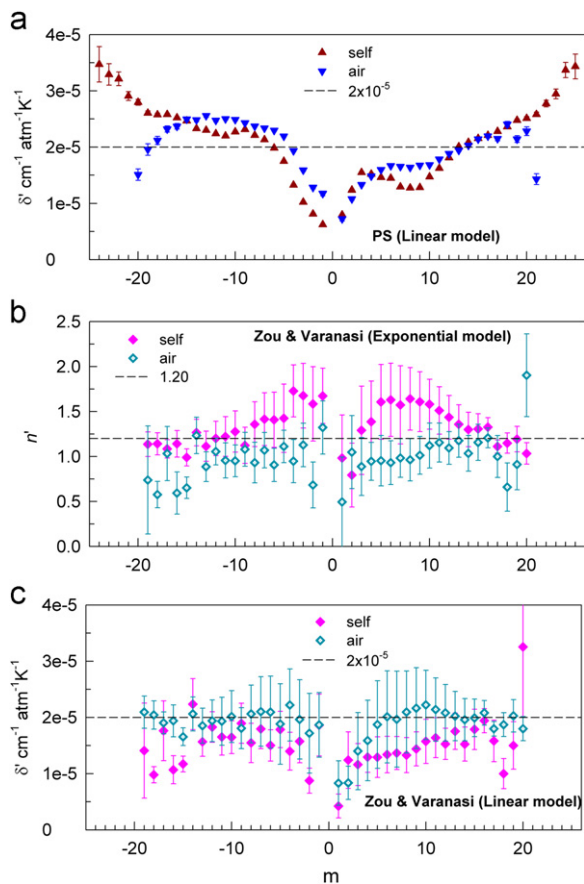 a
4e-5
3e-5
2e-5
1e-5
0
δ' cm⁻¹ atm⁻¹K⁻¹
self
air
2x10⁻⁵
PS (Linear model)
-20 -10 0 10 20
b
2.5
2.0
1.5
1.0
0.5
0.0
n'
Zou & Varanasi (Exponential model)
self
air
1.20
-20 -10 0 10 20
c
4e-5
3e-5
2e-5
1e-5
0
δ' cm⁻¹ atm⁻¹K⁻¹
self
air
2x10⁻⁵
Zou & Varanasi (Linear model)
-20 -10 0 10 20
m